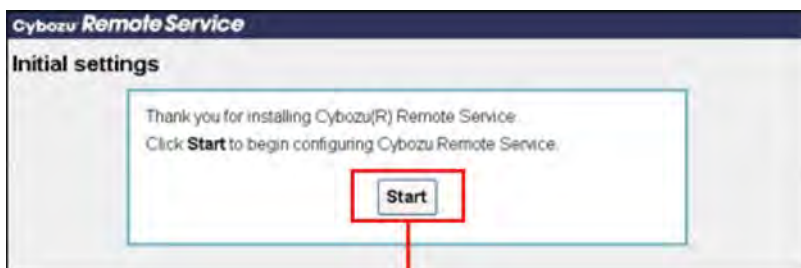 Cybozu Remote Service
Initial settings
Thank you for installing Cybozu(R) Remote Service.
Click Start to begin configuring Cybozu Remote Service.
Start